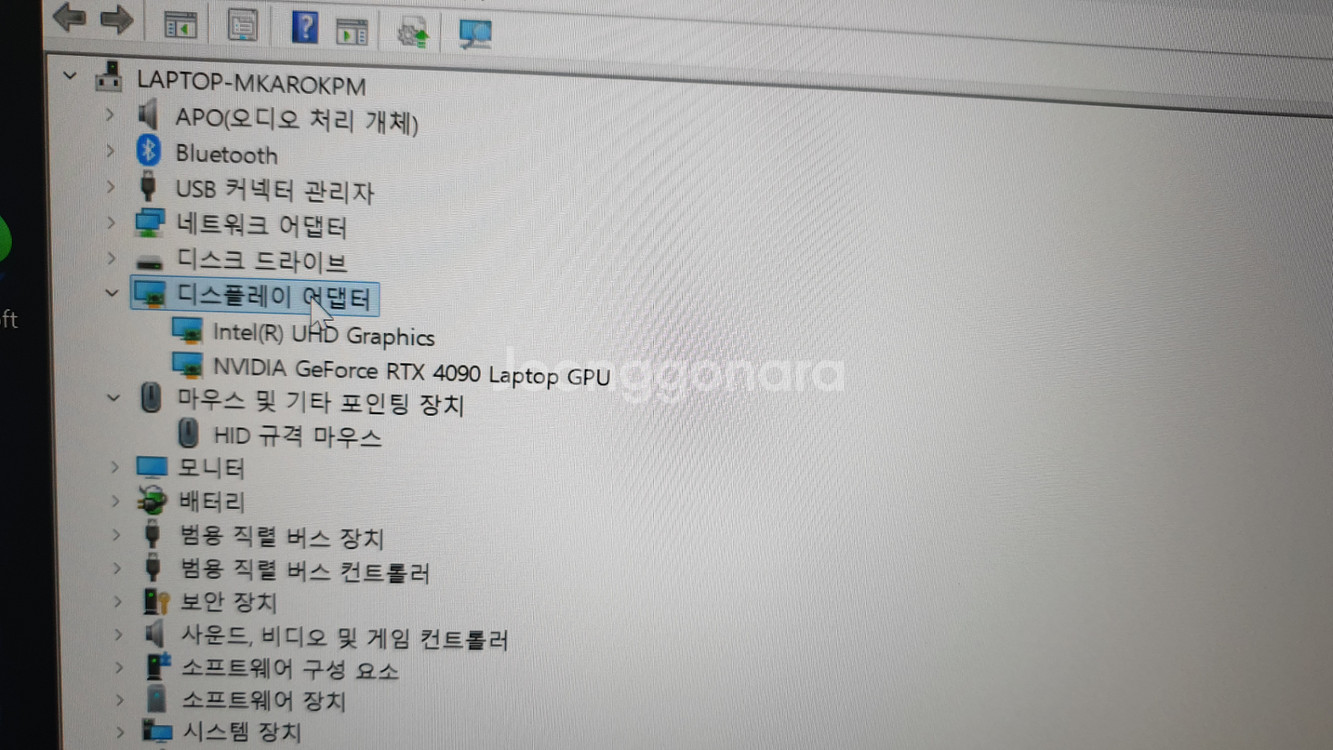 LAPTOP-MKAROKPM
APO(오디오 처리 개체)
Bluetooth
USB 커넥터 관리자
네트워크 어댑터
디스크 드라이브
디스플레이 어댑터
Intel(R) UHD Graphics
NVIDIA GeForce RTX 4090 Laptop GPU
Joonggonara
마우스 및 기타 포인팅 장치
HID 규격 마우스
모니터
배터리
범용 직렬 버스 장치
범용 직렬 버스 컨트롤러
보안 장치
사운드, 비디오 및 게임 컨트롤러
소프트웨어 구성 요소
소프트웨어 장치
시스템 장치
ft